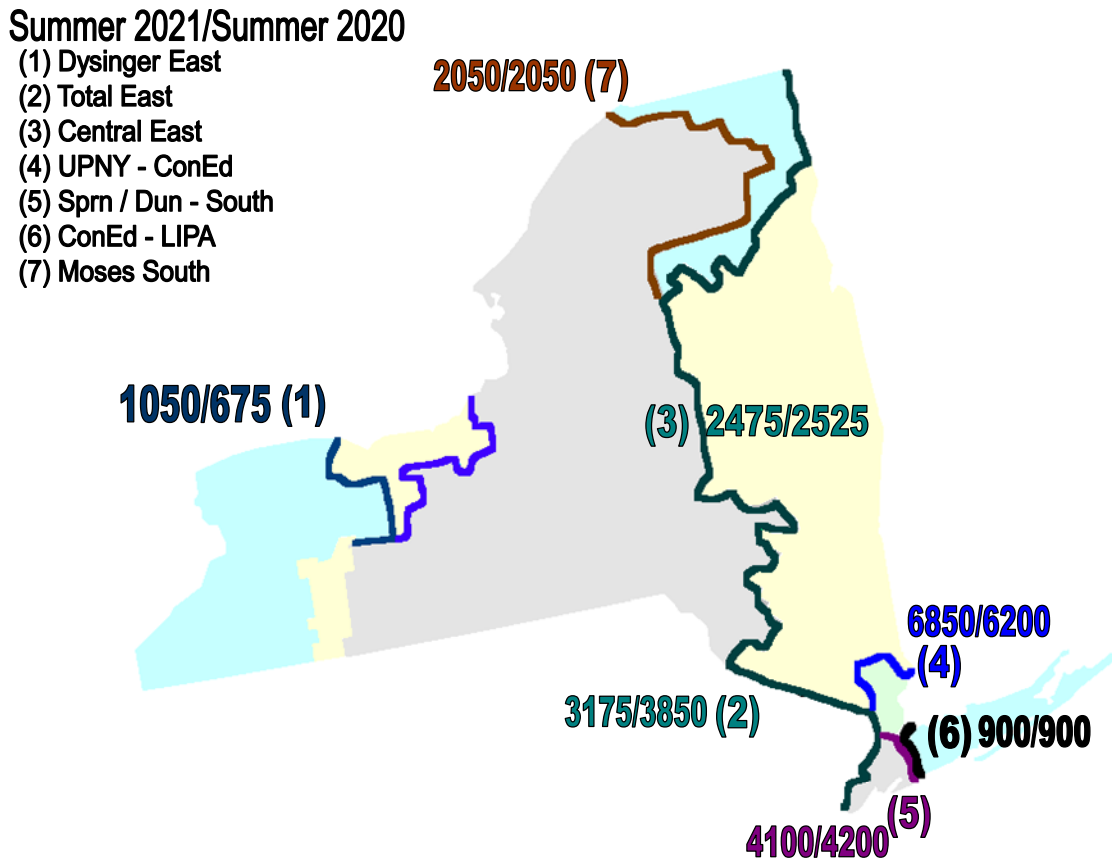 Summer 2021/Summer 2020
(1) Dysinger East
(2) Total East
(3) Central East
(4) UPNY - ConEd
(5) Sprn / Dun - South
(6) ConEd - LIPA
(7) Moses South
2050/2050 (7)
1050/675 (1)
(3) 2475/2525
6850/6200
(4)
3175/3850 (2)
(6) 900/900
(5)
4100/4200